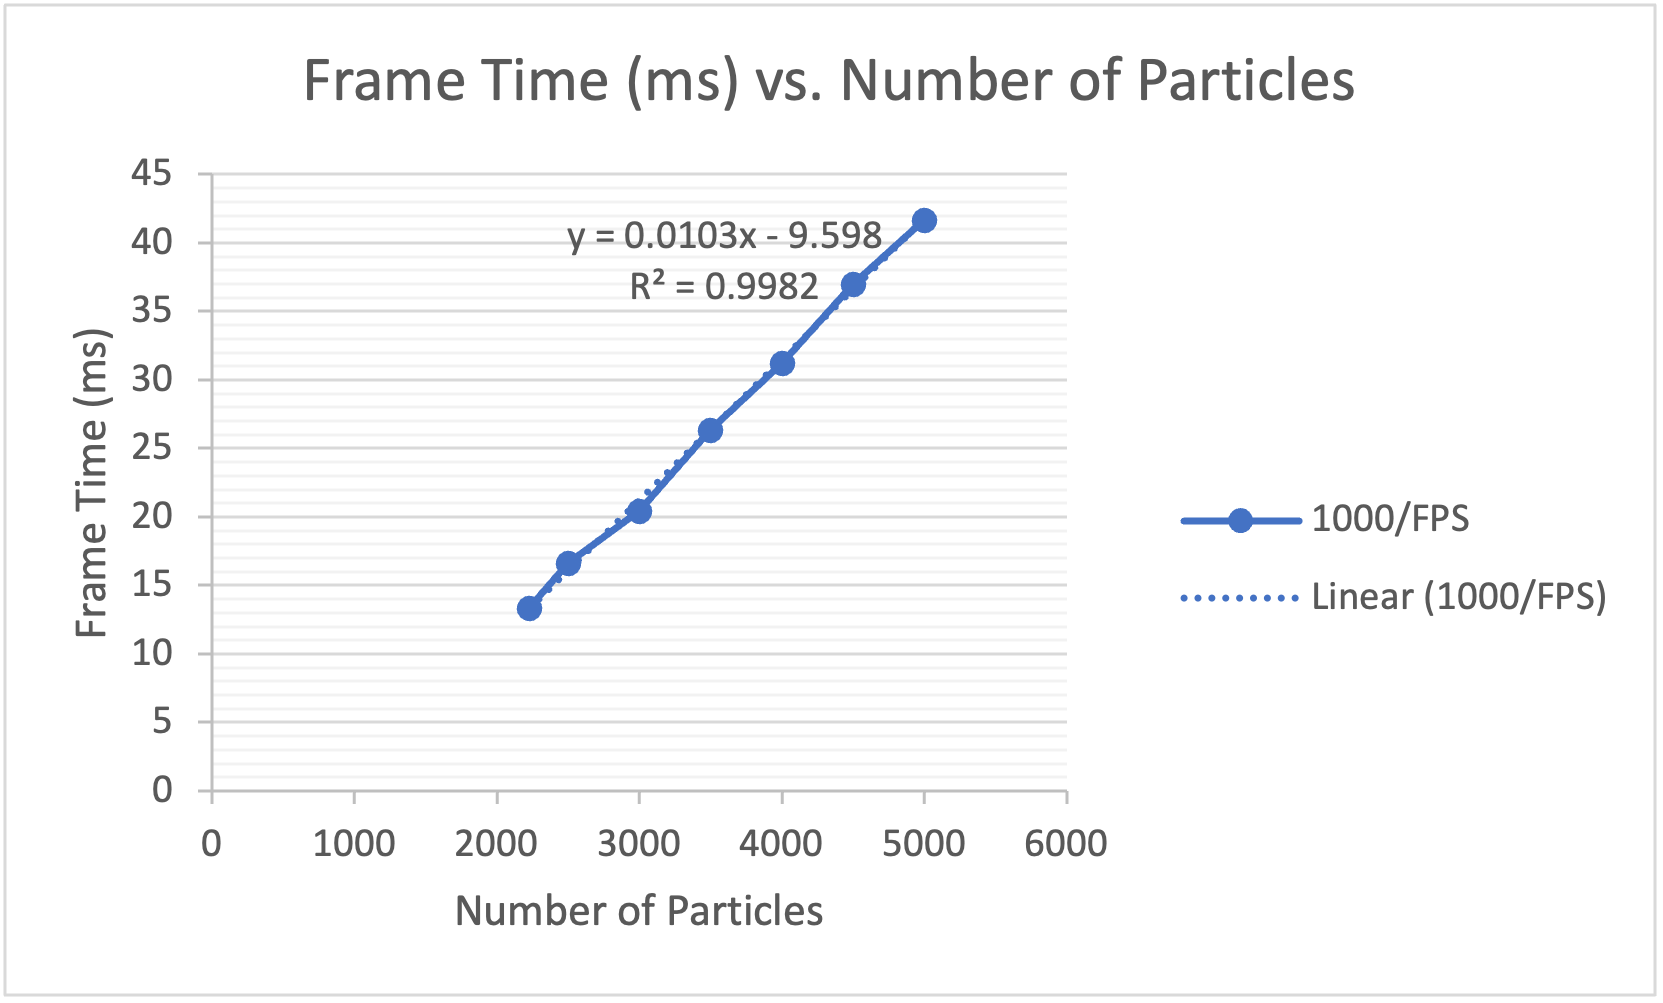 Frame Time (ms) vs. Number of Particles
45
40
35
30
25
20
15
10
5
0
Frame Time (ms)
y = 0.0103x - 9.598
R² = 0.9982
0 1000 2000 3000 4000 5000 6000
Number of Particles
1000/FPS
Linear (1000/FPS)